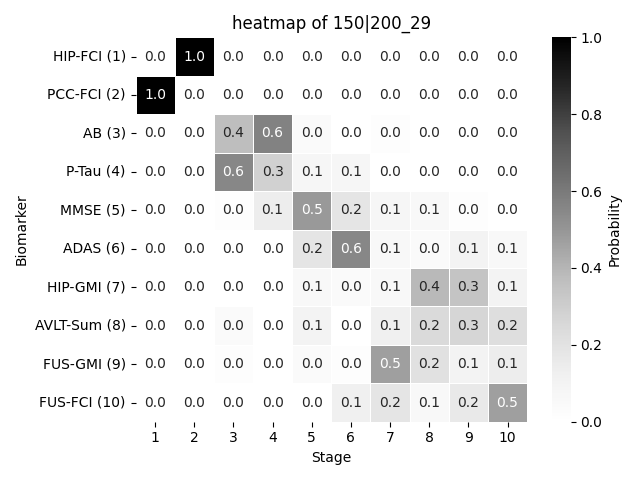 heatmap of 150|200_29
HIP-FCI (1) 0.0 1.0 0.0 0.0 0.0 0.0 0.0 0.0 0.0 0.0
PCC-FCI (2) 1.0 0.0 0.0 0.0 0.0 0.0 0.0 0.0 0.0 0.0
AB (3) 0.0 0.0 0.4 0.6 0.0 0.0 0.0 0.0 0.0 0.0
P-Tau (4) 0.0 0.0 0.6 0.3 0.1 0.1 0.0 0.0 0.0 0.0
MMSE (5) 0.0 0.0 0.0 0.1 0.5 0.2 0.1 0.1 0.0 0.0
ADAS (6) 0.0 0.0 0.0 0.0 0.2 0.6 0.1 0.0 0.1 0.1
HIP-GMI (7) 0.0 0.0 0.0 0.0 0.1 0.0 0.1 0.4 0.3 0.1
AVLT-Sum (8) 0.0 0.0 0.0 0.0 0.1 0.0 0.1 0.2 0.3 0.2
FUS-GMI (9) 0.0 0.0 0.0 0.0 0.0 0.0 0.5 0.2 0.1 0.1
FUS-FCI (10) 0.0 0.0 0.0 0.0 0.0 0.1 0.2 0.1 0.2 0.5
1 2 3 4 5 6 7 8 9 10
Stage
Biomarker
1.0
0.8
0.6
0.4
0.2
0.0
Probability